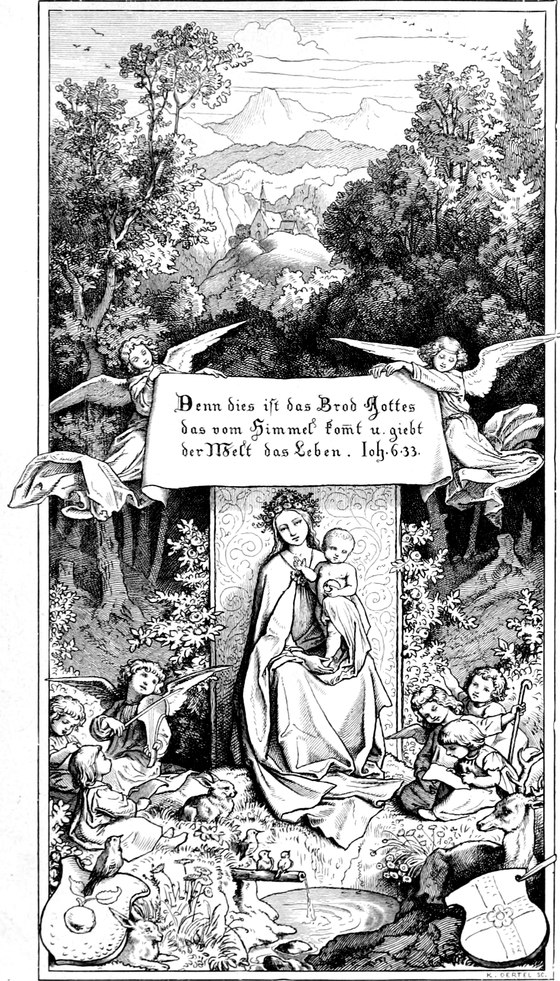 Denn dies ist das Brod Gottes
das vom Himmel kom̄t u. giebt
der Welt das Leben. Joh. 6.33.
K. OERTEL SC.